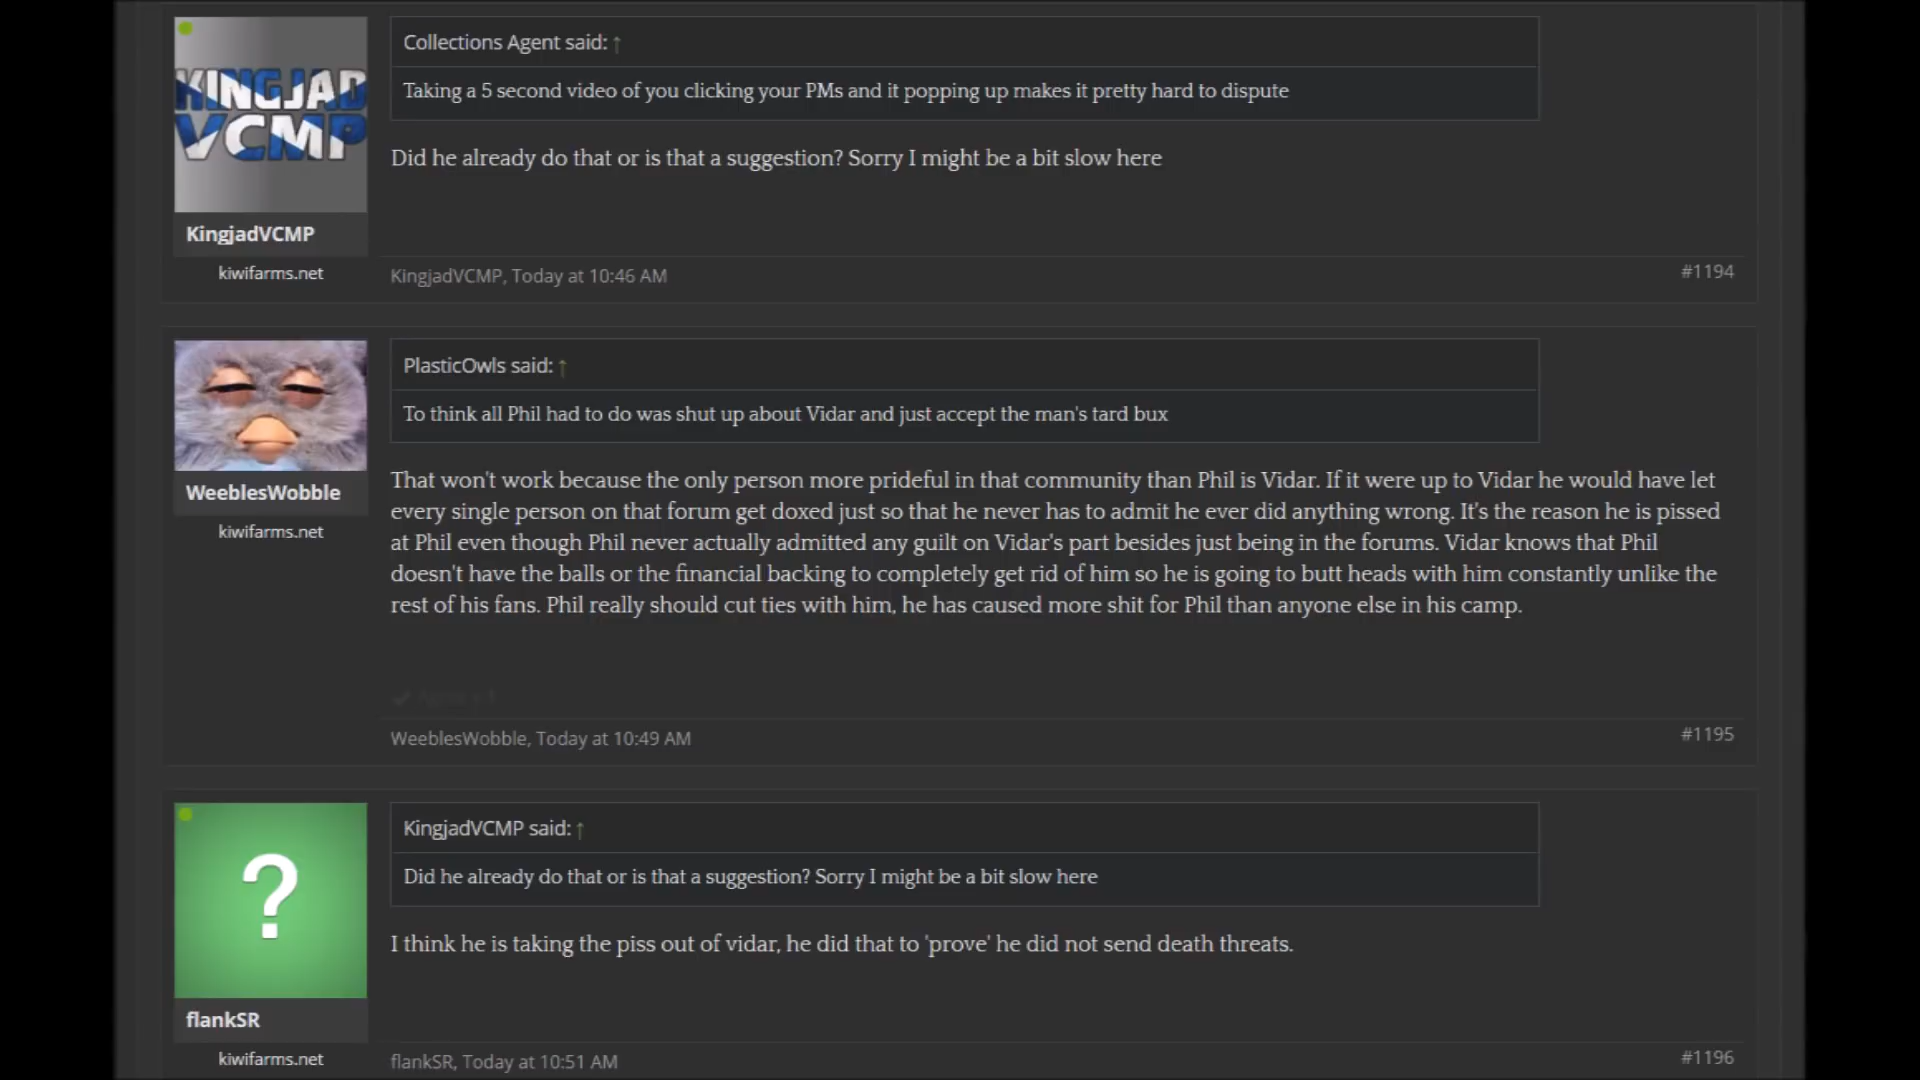 KINGJAD
VCMP
KingjadVCMP
kiwifarms.net
Collections Agent said: ↑
Taking a 5 second video of you clicking your PMs and it popping up makes it pretty hard to dispute
Did he already do that or is that a suggestion? Sorry I might be a bit slow here
KingjadVCMP, Today at 10:46 AM
#1194
WeeblesWobble
kiwifarms.net
PlasticOwls said: ↑
To think all Phil had to do was shut up about Vidar and just accept the man's tard bux
That won't work because the only person more prideful in that community than Phil is Vidar. If it were up to Vidar he would have let
every single person on that forum get doxed just so that he never has to admit he ever did anything wrong. It's the reason he is pissed
at Phil even though Phil never actually admitted any guilt on Vidar's part besides just being in the forums. Vidar knows that Phil
doesn't have the balls or the financial backing to completely get rid of him so he is going to butt heads with him constantly unlike the
rest of his fans. Phil really should cut ties with him, he has caused more shit for Phil than anyone else in his camp.
WeeblesWobble, Today at 10:49 AM
#1195
?
flankSR
kiwifarms.net
KingjadVCMP said: ↑
Did he already do that or is that a suggestion? Sorry I might be a bit slow here
I think he is taking the piss out of vidar, he did that to 'prove' he did not send death threats.
flankSR, Today at 10:51 AM
#1196